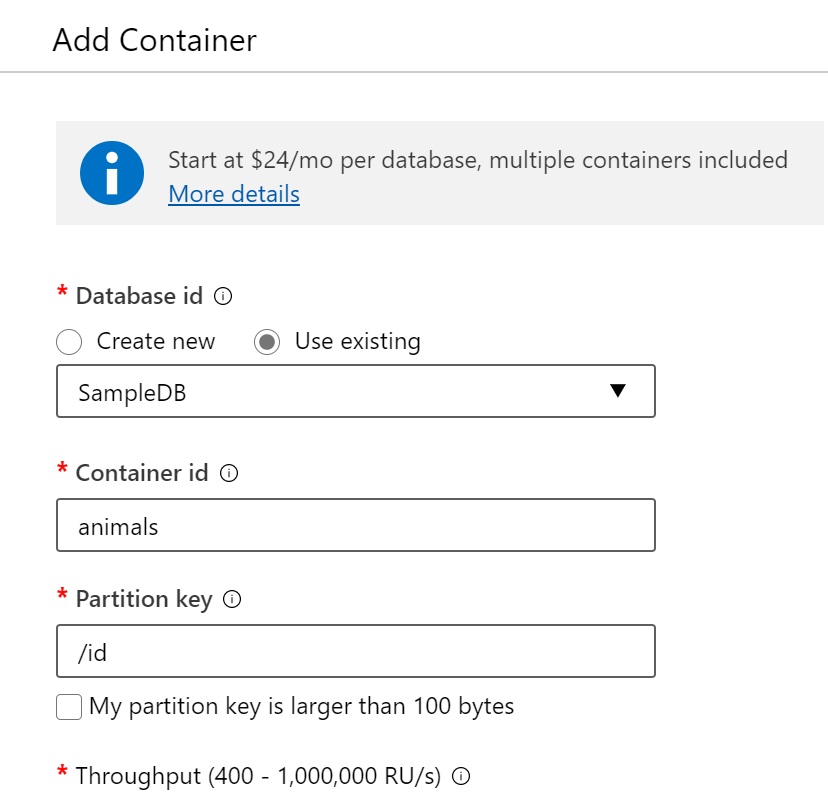 Add Container
Start at $24/mo per database, multiple containers included
More details
* Database id
Create new Use existing
SampleDB
* Container id
animals
* Partition key
/id
My partition key is larger than 100 bytes
* Throughput (400 - 1,000,000 RU/s)